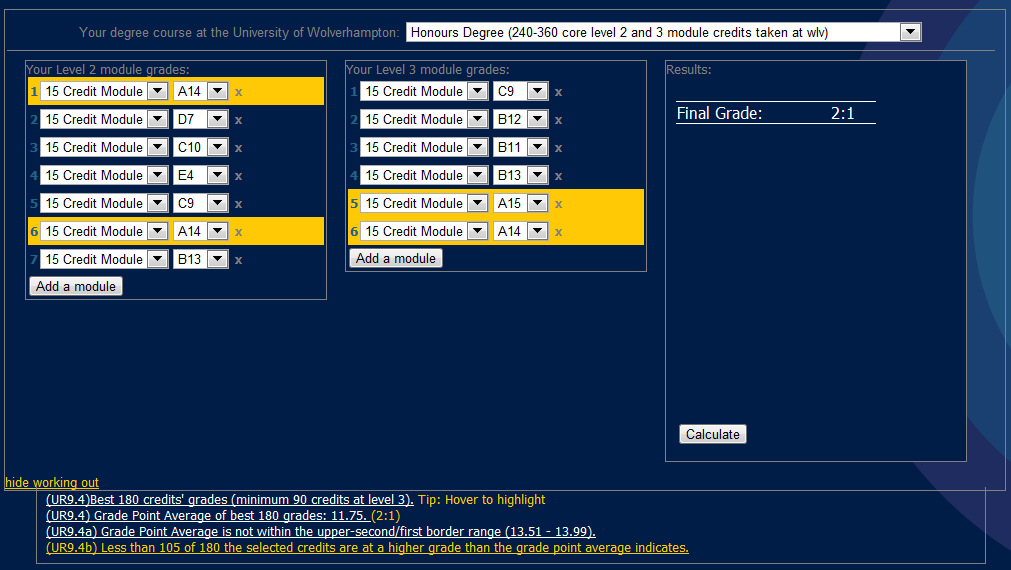 Your degree course at the University of Wolverhampton: Honours Degree (240-360 core level 2 and 3 module credits taken at wlv)
Your Level 2 module grades:
1 15 Credit Module A14 x
2 15 Credit Module D7 x
3 15 Credit Module C10 x
4 15 Credit Module E4 x
5 15 Credit Module C9 x
6 15 Credit Module A14 x
7 15 Credit Module B13 x
Add a module
Your Level 3 module grades:
1 15 Credit Module C9 x
2 15 Credit Module B12 x
3 15 Credit Module B11 x
4 15 Credit Module B13 x
5 15 Credit Module A15 x
6 15 Credit Module A14 x
Add a module
Results:
Final Grade: 2:1
Calculate
hide working out
(UR9.4)Best 180 credits' grades (minimum 90 credits at level 3). Tip: Hover to highlight
(UR9.4) Grade Point Average of best 180 grades: 11.75. (2:1)
(UR9.4a) Grade Point Average is not within the upper-second/first border range (13.51 - 13.99).
(UR9.4b) Less than 105 of 180 the selected credits are at a higher grade than the grade point average indicates.